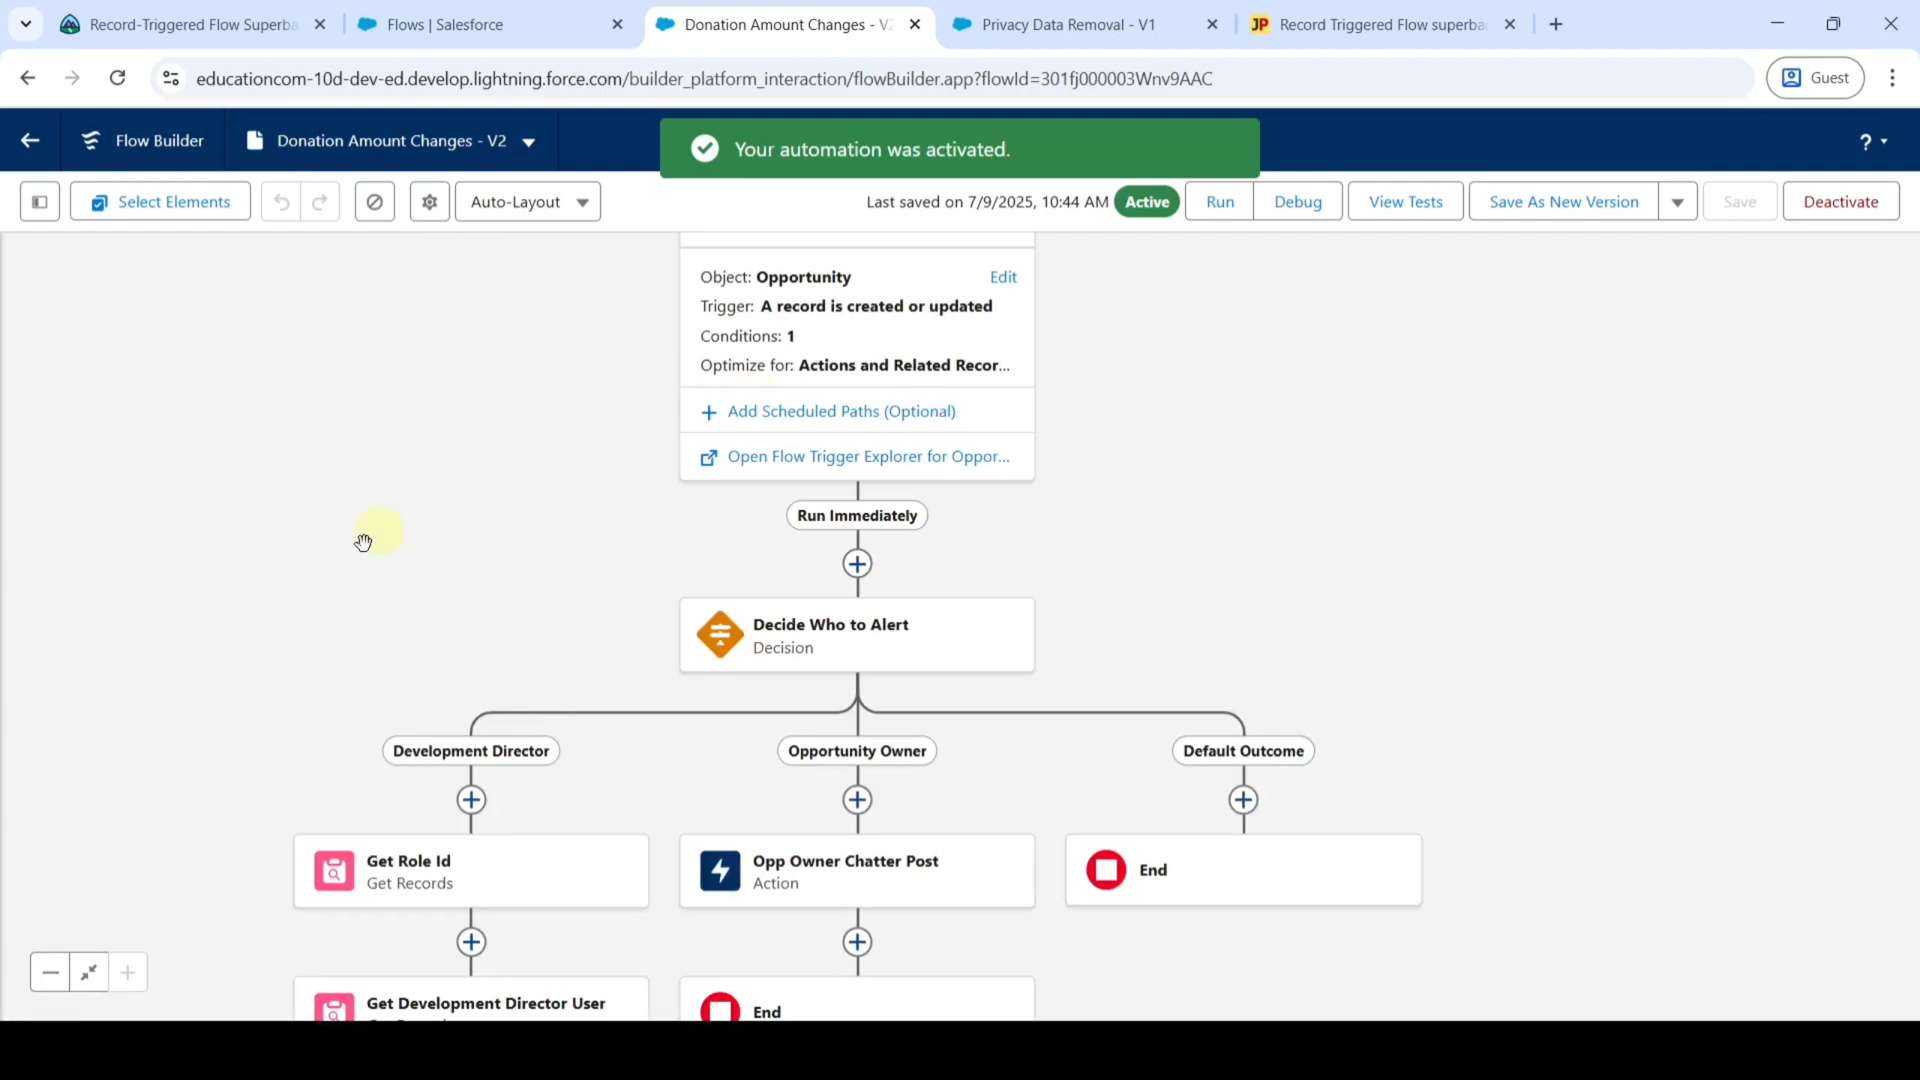 Record-Triggered Flow Superba
Flows | Salesforce
Donation Amount Changes - V2
Privacy Data Removal - V1
JP Record Triggered Flow superba
educationcom-10d-dev-ed.develop.lightning.force.com/builder_platform_interaction/flowBuilder.app?flowId=301fj000003Wnv9AAC
Guest
Flow Builder
Donation Amount Changes - V2
Your automation was activated.
?
Select Elements
Auto-Layout
Last saved on 7/9/2025, 10:44 AM
Active
Run
Debug
View Tests
Save As New Version
Save
Deactivate
Object: Opportunity
Edit
Trigger: A record is created or updated
Conditions: 1
Optimize for: Actions and Related Recor...
Add Scheduled Paths (Optional)
Open Flow Trigger Explorer for Oppor...
Run Immediately
Decide Who to Alert
Decision
Development Director
Opportunity Owner
Default Outcome
Get Role Id
Get Records
Opp Owner Chatter Post
Action
End
Get Development Director User
End